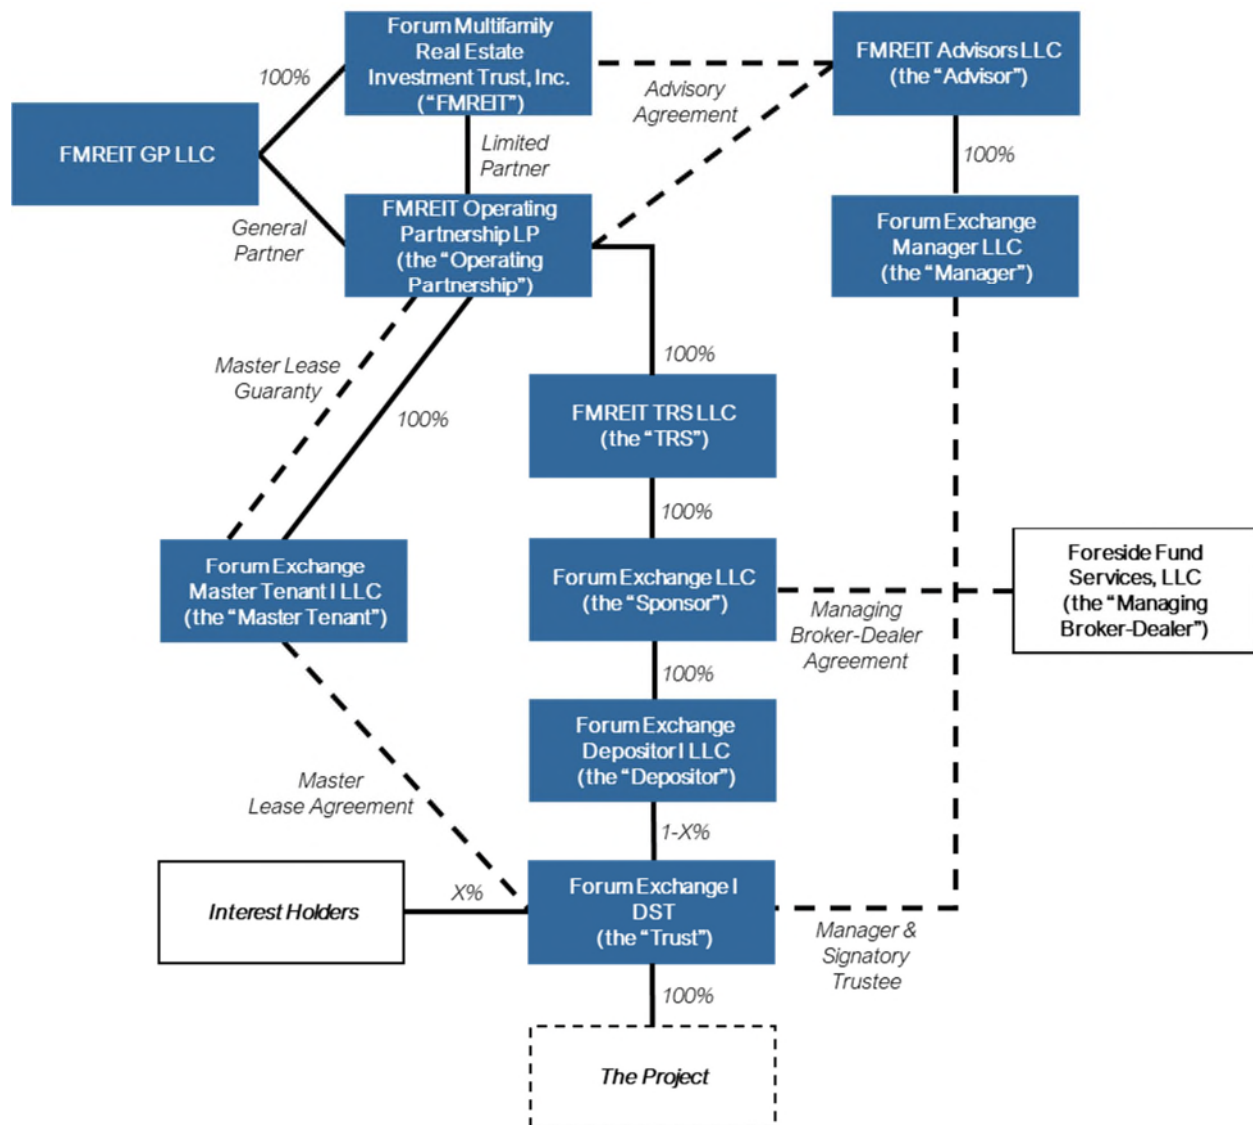 Forum Multifamily
Real Estate
Investment Trust, Inc.
("FMREIT")
FMREIT Advisors LLC
(the "Advisor")
100%
Advisory
Agreement
FMREIT GP LLC
Limited
Partner
100%
General
Partner
FMREIT Operating
Partnership LP
(the "Operating
Partnership")
Forum Exchange
Manager LLC
(the "Manager")
Master Lease
Guaranty
100%
100%
FMREIT TRS LLC
(the "TRS")
100%
Forum Exchange
Master Tenant I LLC
(the "Master Tenant")
Forum Exchange LLC
(the "Sponsor")
Managing
Broker-Dealer
Agreement
Foreside Fund
Services, LLC
(the "Managing
Broker-Dealer")
100%
Forum Exchange
Depositor I LLC
(the "Depositor")
Master
Lease Agreement
1-X%
Interest Holders
X%
Forum Exchange I
DST
(the "Trust")
Manager &
Signatory
Trustee
100%
The Project